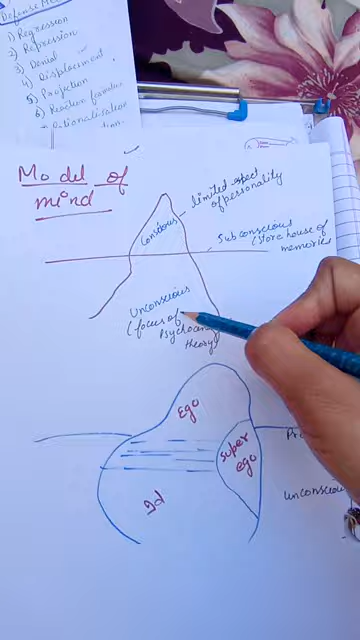 Defense Me
1) Regression
2) Repression
3) Denial
4) Displacement
5) Projection
6) Reaction formation
Rationalisation
Model of
mind
limited aspect
of personality
Conscious
Subconscious
(Store house of
memories
Unconscious
(focus of
Psychoan
theory)
Ego
Super
ego
Id
Pr
Unconscious